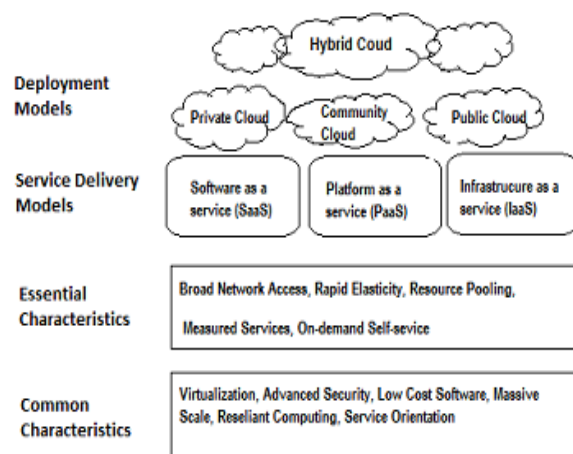 Hybrid Coud
Deployment
Models
Private Cloud
Community
Cloud
Public Cloud
Service Delivery
Models
Software as a
service (SaaS)
Platform as a
service (PaaS)
Infrastrucure as a
service (IaaS)
Essential
Characteristics
Broad Network Access, Rapid Elasticity, Resource Pooling,
Measured Services, On-demand Self-sevice
Common
Characteristics
Virtualization, Advanced Security, Low Cost Software, Massive
Scale, Reseliant Computing, Service Orientation